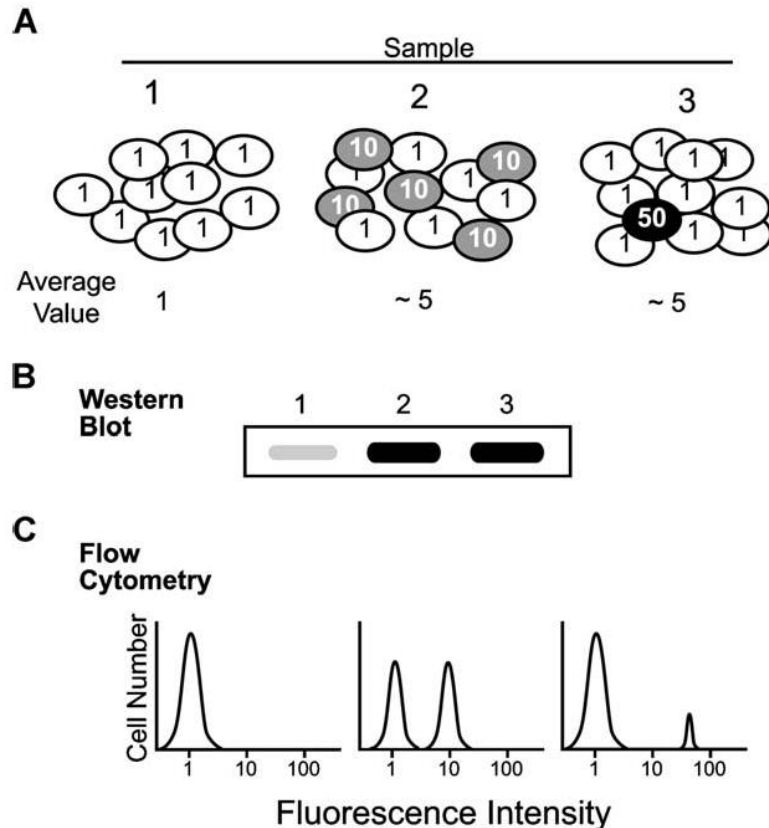 A
Sample
1 2 3
1 1 1 1 1 1 1 1 1 1
10 1 10 1 10 1 1 10 1 1 10
1 1 1 1 1 1 1 50 1 1 1
Average
Value
1 ~ 5 ~ 5
B
Western
Blot
1 2 3
C
Flow
Cytometry
Cell Number
1 10 100 1 10 100 1 10 100
Fluorescence Intensity